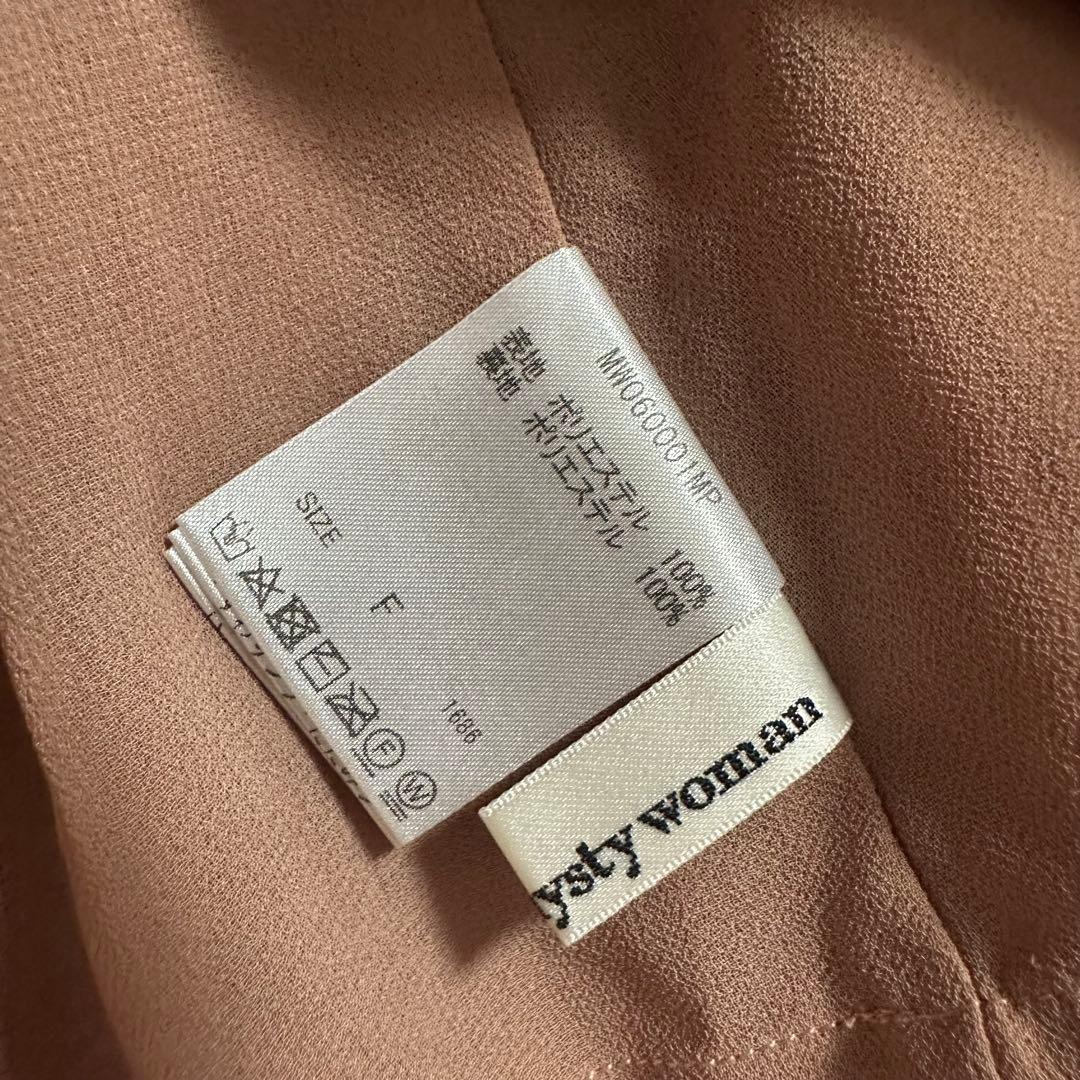 MW060001MP
表地 ポリエステル 100%
裏地 ポリエステル 100%
SIZE F
1686
F
W
ysty woman